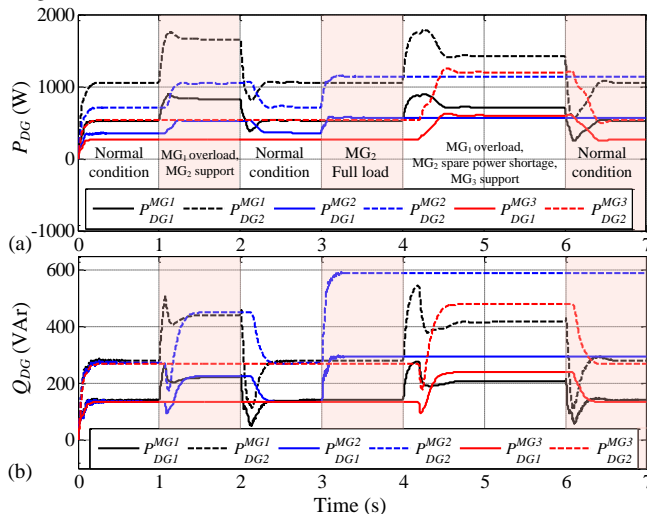 2000
1000
0
-1000
P_DG (W)
Normal condition
MG₁ overload, MG₂ support
Normal condition
MG₂ Full load
MG₁ overload, MG₂ spare power shortage, MG₃ support
Normal condition
P_DG1^MG1 P_DG2^MG1 P_DG1^MG2 P_DG2^MG2 P_DG1^MG3 P_DG2^MG3
(a)
0 1 2 3 4 5 6 7
600
400
200
0
Q_DG (VAr)
P_DG1^MG1 P_DG2^MG1 P_DG1^MG2 P_DG2^MG2 P_DG1^MG3 P_DG2^MG3
(b)
0 1 2 3 4 5 6 7
Time (s)